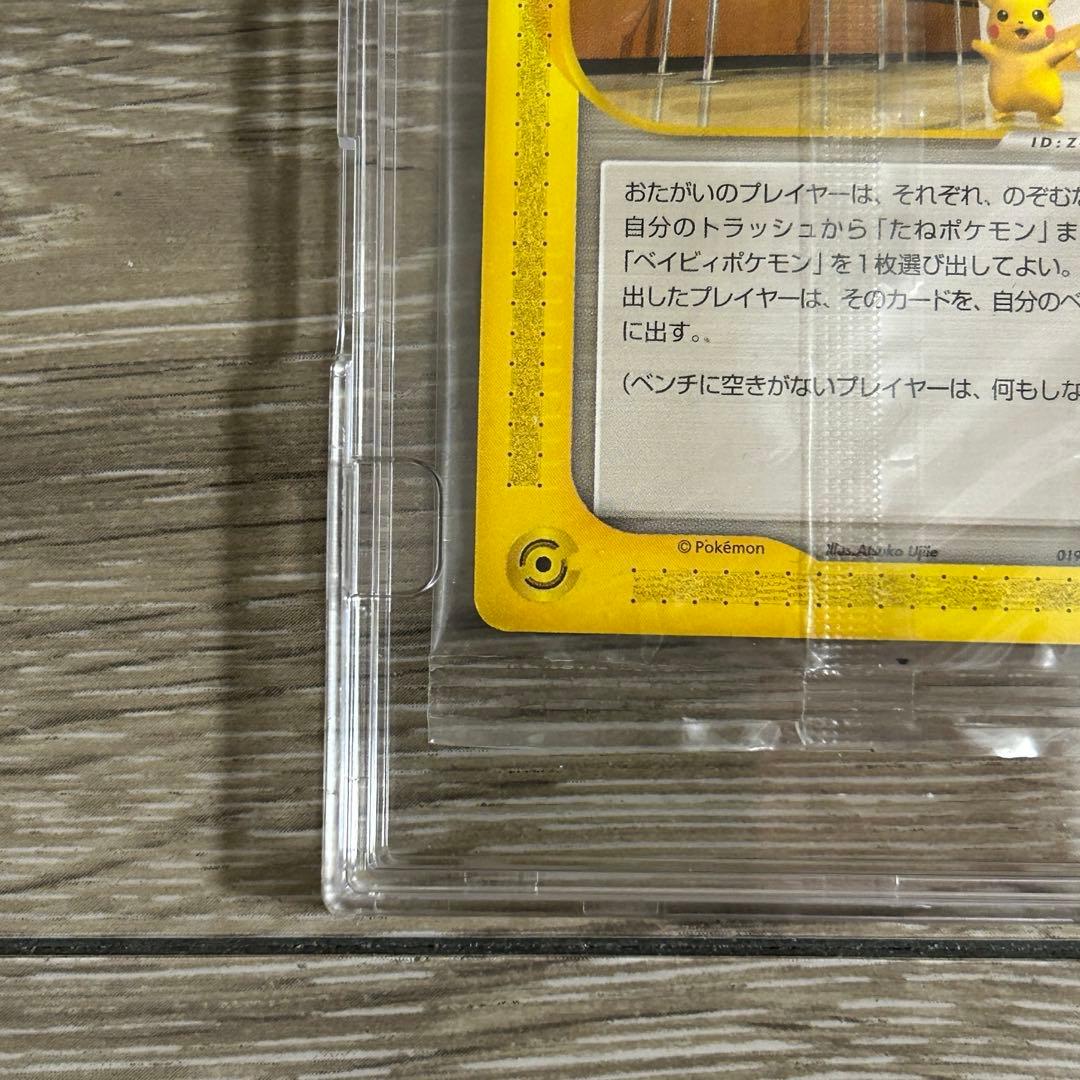 ID:Z
おたがいのプレイヤーは、それぞれ、のぞむな
自分のトラッシュから「たねポケモン」ま
「ベイビィポケモン」を1枚選び出してよい。
出したプレイヤーは、そのカードを、自分のベ
に出す。
（ベンチに空きがないプレイヤーは、何もしな
©Pokémon
Illus.Atsuko Ujiie
019